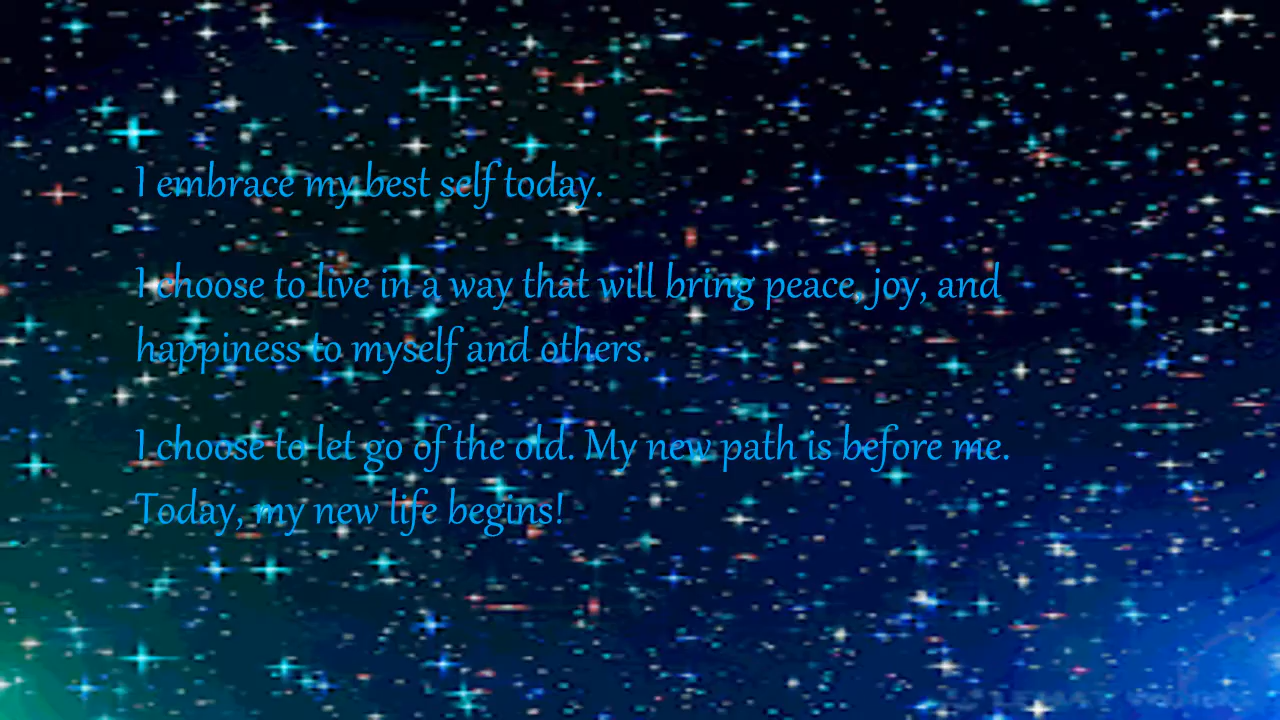 I embrace my best self today.
I choose to live in a way that will bring peace, joy, and
happiness to myself and others.
I choose to let go of the old. My new path is before me.
Today, my new life begins!